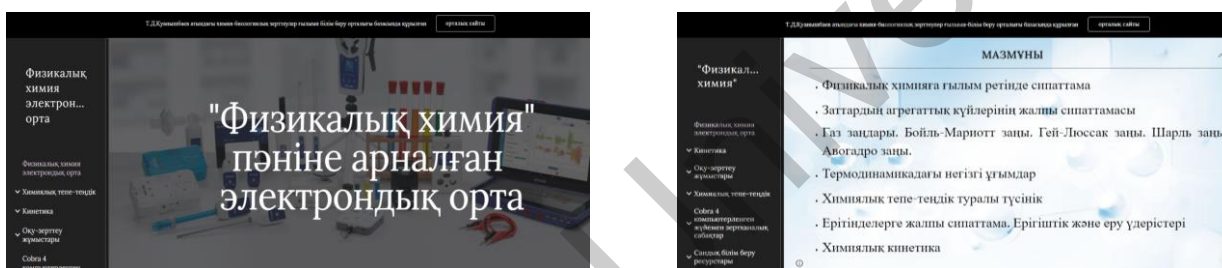 Т.Д.Құмашбаев атындағы химия-биологиялық зерттеулер ғылыми білім беру орталығы базасында құрылған
орталық сайты
Физикалық
химия
электрон...
орта
Физикалық химия
электрондық орта
Химиялық тепе-теңдік
Кинетика
Оқу-зерттеу
жұмыстары
Cobra 4
"Физикалық химия"
пәніне арналған
электрондық орта
орталық сайты
"Физикал...
химия"
Физикалық химия
электрондық орта
Кинетика
Оқу-зерттеу
жұмыстары
Химиялық тепе-теңдік
Cobra 4
компьютерленген
жүйемен зертханалық
сабақтар
Сандық білім беру
ресурстары
МАЗМҰНЫ
Физикалық химияға ғылым ретінде сипаттама
Заттардың агрегаттық күйлерінің жалпы сипаттамасы
Газ заңдары. Бойль-Мариотт заңы. Гей-Люссак заңы. Шарль заңы
Авогадро заңы.
Термодинамикадағы негізгі ұғымдар
Химиялық тепе-теңдік туралы түсінік
Ерітінделерге жалпы сипаттама. Ерігіштік және еру үдерістері
Химиялық кинетика